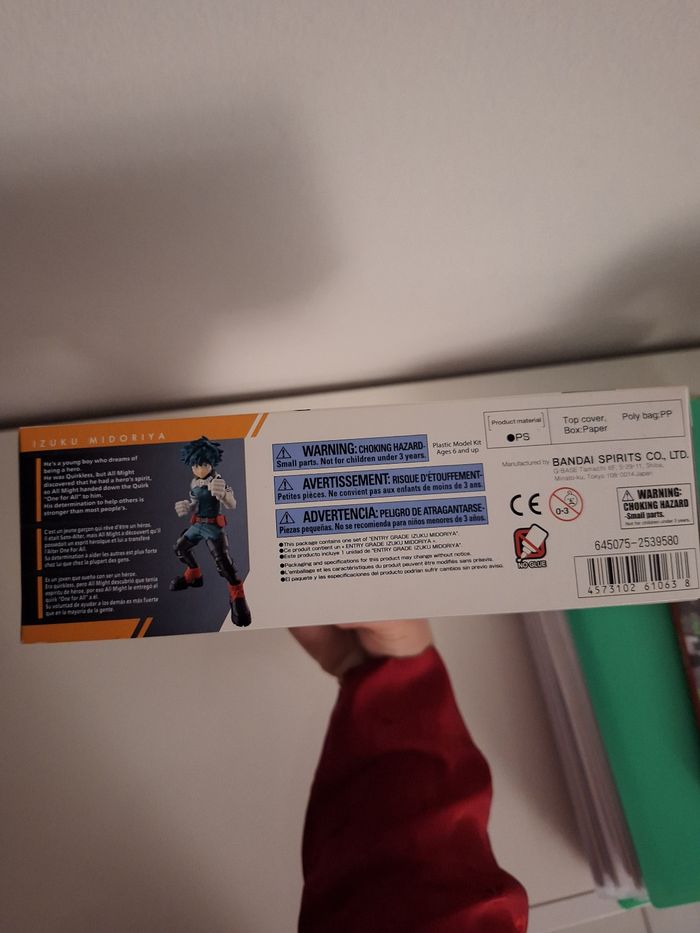 IZUKU MIDORIYA
He's a young boy who dreams of
being a hero.
He was Quirkless, but All Might
discovered that he had a hero's spirit,
so All Might handed down the Quirk
"One for All" to him.
His determination to help others is
stronger than most people's.
C'est un jeune garçon qui rêve d'être un héros.
Il était Sans-Alter, mais All Might a découvert qu'il
possédait un esprit héroïque et lui a transféré
l'Alter One For All.
Sa détermination à aider les autres est plus forte
chez lui que chez la plupart des gens.
Es un joven que sueña con ser un héroe.
Era quirkless, pero All Might descubrió que tenía
espíritu de héroe, por eso All Might le entregó el
quirk "One for All" a él.
Su voluntad de ayudar a los demás es más fuerte
que en la mayoría de la gente.
WARNING: CHOKING HAZARD-
Small parts. Not for children under 3 years.
AVERTISSEMENT: RISQUE D'ÉTOUFFEMENT-
Petites pièces. Ne convient pas aux enfants de moins de 3 ans.
ADVERTENCIA: PELIGRO DE ATRAGANTARSE-
Piezas pequeñas. No se recomienda para niños menores de 3 años.
●This package contains one set of "ENTRY GRADE IZUKU MIDORIYA".
●Ce produit contient un « ENTRY GRADE IZUKU MIDORIYA ».
●Este producto incluye 1 unidad de "ENTRY GRADE IZUKU MIDORIYA".
●Packaging and specifications for this product may change without notice.
●L'emballage et les caractéristiques du produit peuvent être modifiés sans préavis.
●El paquete y las especificaciones del producto podrían sufrir cambios sin previo aviso.
Plastic Model Kit
Ages 6 and up
Product material
●PS
Top cover,
Box:Paper
Poly bag:PP
Manufactured by BANDAI SPIRITS CO., LTD.
G-BASE Tamachi 6F, 5-29-11, Shiba,
Minato-ku, Tokyo 108-0014 Japan
CE
0-3
WARNING:
CHOKING HAZARD
-Small parts.
Not for children under 3 years.
NO GLUE
645075-2539580
4573102 61063 8